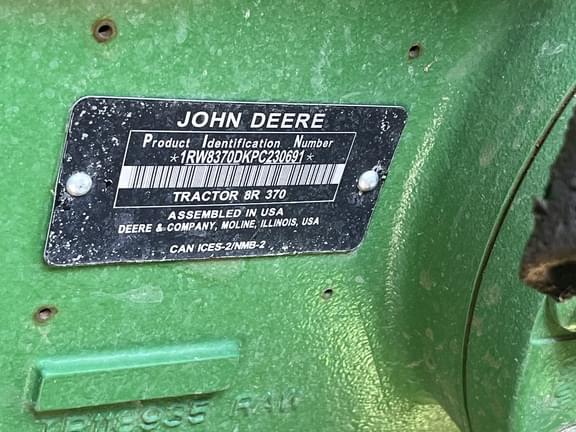 JOHN DEERE
Product Identification Number
*1RW8370DKPC230691*
TRACTOR 8R 370
ASSEMBLED IN USA
DEERE & COMPANY, MOLINE, ILLINOIS, USA
CAN ICES-2/NMB-2